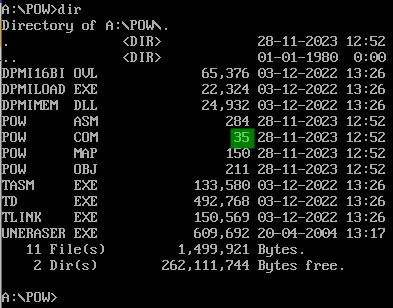 A:\POW>dir
Directory of A:\POW\.
. <DIR> 28-11-2023 12:52
.. <DIR> 01-01-1980 0:00
DPMI16BI OVL 65,376 03-12-2022 13:26
DPMILOAD EXE 22,324 03-12-2022 13:26
DPMIMEM DLL 24,932 03-12-2022 13:26
POW ASM 284 28-11-2023 12:52
POW COM 35 28-11-2023 12:52
POW MAP 150 28-11-2023 12:52
POW OBJ 211 28-11-2023 12:52
TASM EXE 133,580 03-12-2022 13:26
TD EXE 492,768 03-12-2022 13:26
TLINK EXE 150,569 03-12-2022 13:26
UNERASER EXE 609,692 20-04-2004 13:17
11 File(s) 1,499,921 Bytes.
2 Dir(s) 262,111,744 Bytes free.
A:\POW>